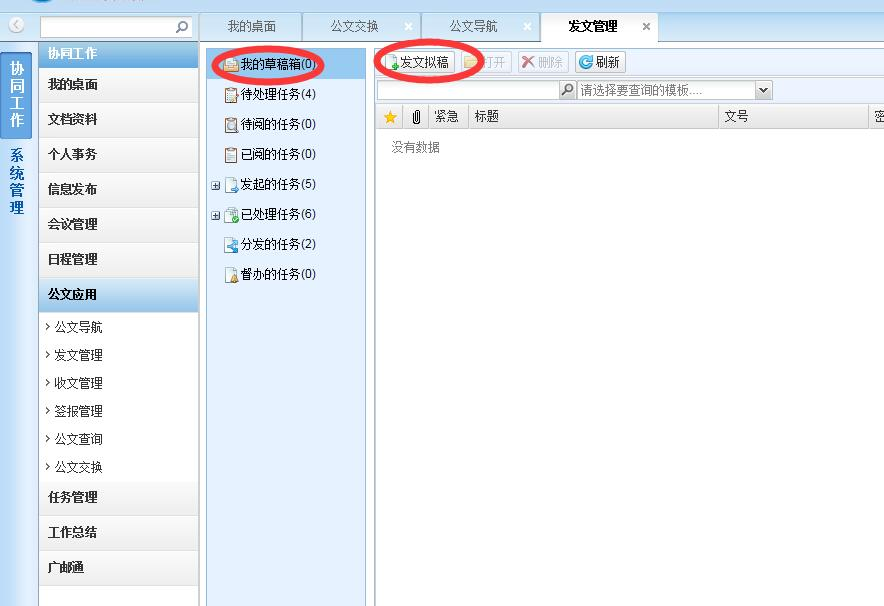 我的桌面
公文交换
公文导航
发文管理
协同工作
系统管理
协同工作
我的桌面
文档资料
个人事务
信息发布
会议管理
日程管理
公文应用
公文导航
发文管理
收文管理
签报管理
公文查询
公文交换
任务管理
工作总结
广邮通
我的草稿箱(0)
待处理任务(4)
待阅的任务(0)
已阅的任务(0)
发起的任务(5)
已处理任务(6)
分发的任务(2)
督办的任务(0)
发文拟稿 打开 删除 刷新
请选择要查询的模板....
紧急 标题 文号 密
没有数据